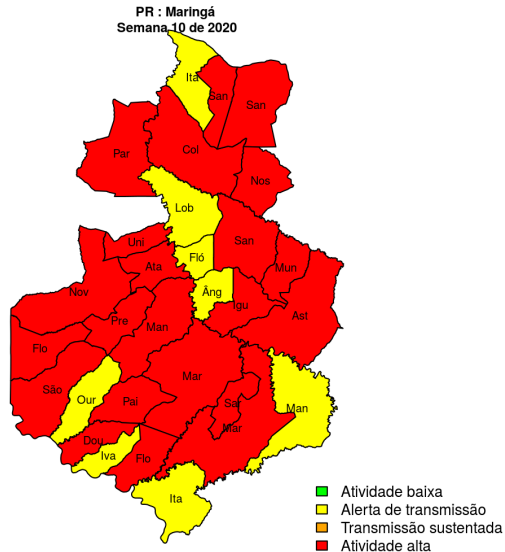 PR : Maringá
Semana 10 de 2020
Ita
San
San
Par
Col
Nos
Lob
Uni
San
Fló
Ata
Mun
Nov
Âng
Igu
Pre
Man
Ast
Flo
Mar
São
Our
Pai
Sar
Man
Mar
Dou
Iva
Flo
Ita
Atividade baixa
Alerta de transmissão
Transmissão sustentada
Atividade alta